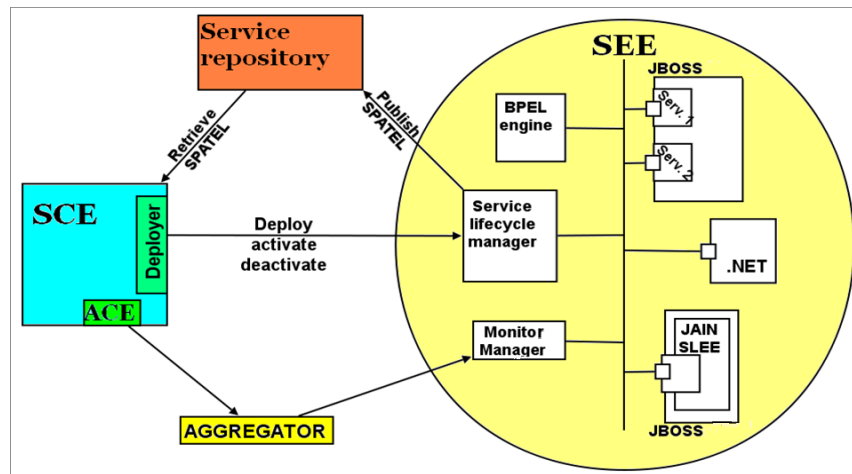 Service
repository
SEE
JBOSS
Serv. 1
Serv. 2
BPEL
engine
Publish
SPATEL
Retrieve
SPATEL
SCE
Deployer
ACE
Deploy
activate
deactivate
Service
lifecycle
manager
.NET
Monitor
Manager
JAIN
SLEE
JBOSS
AGGREGATOR